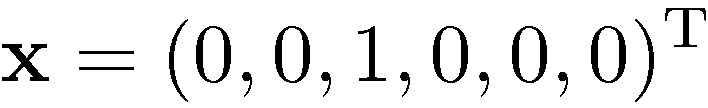 x = (0, 0, 1, 0, 0, 0)^T